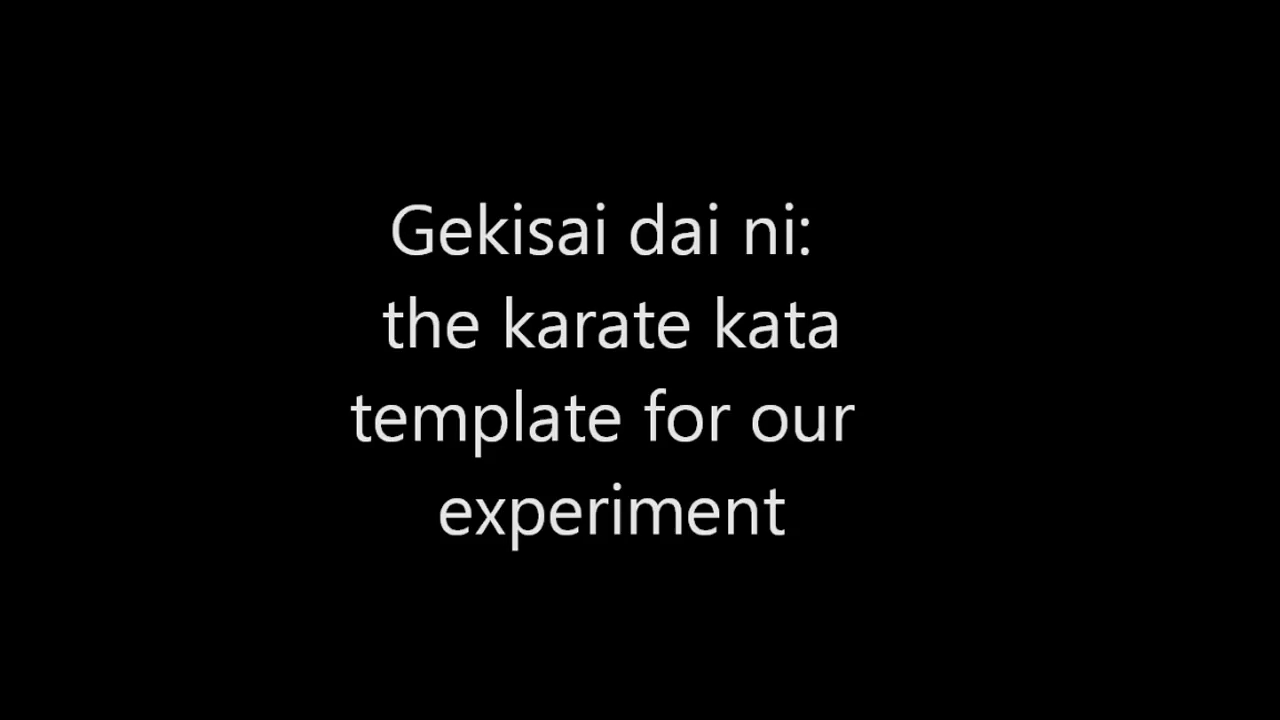 Gekisai dai ni:
the karate kata
template for our
experiment